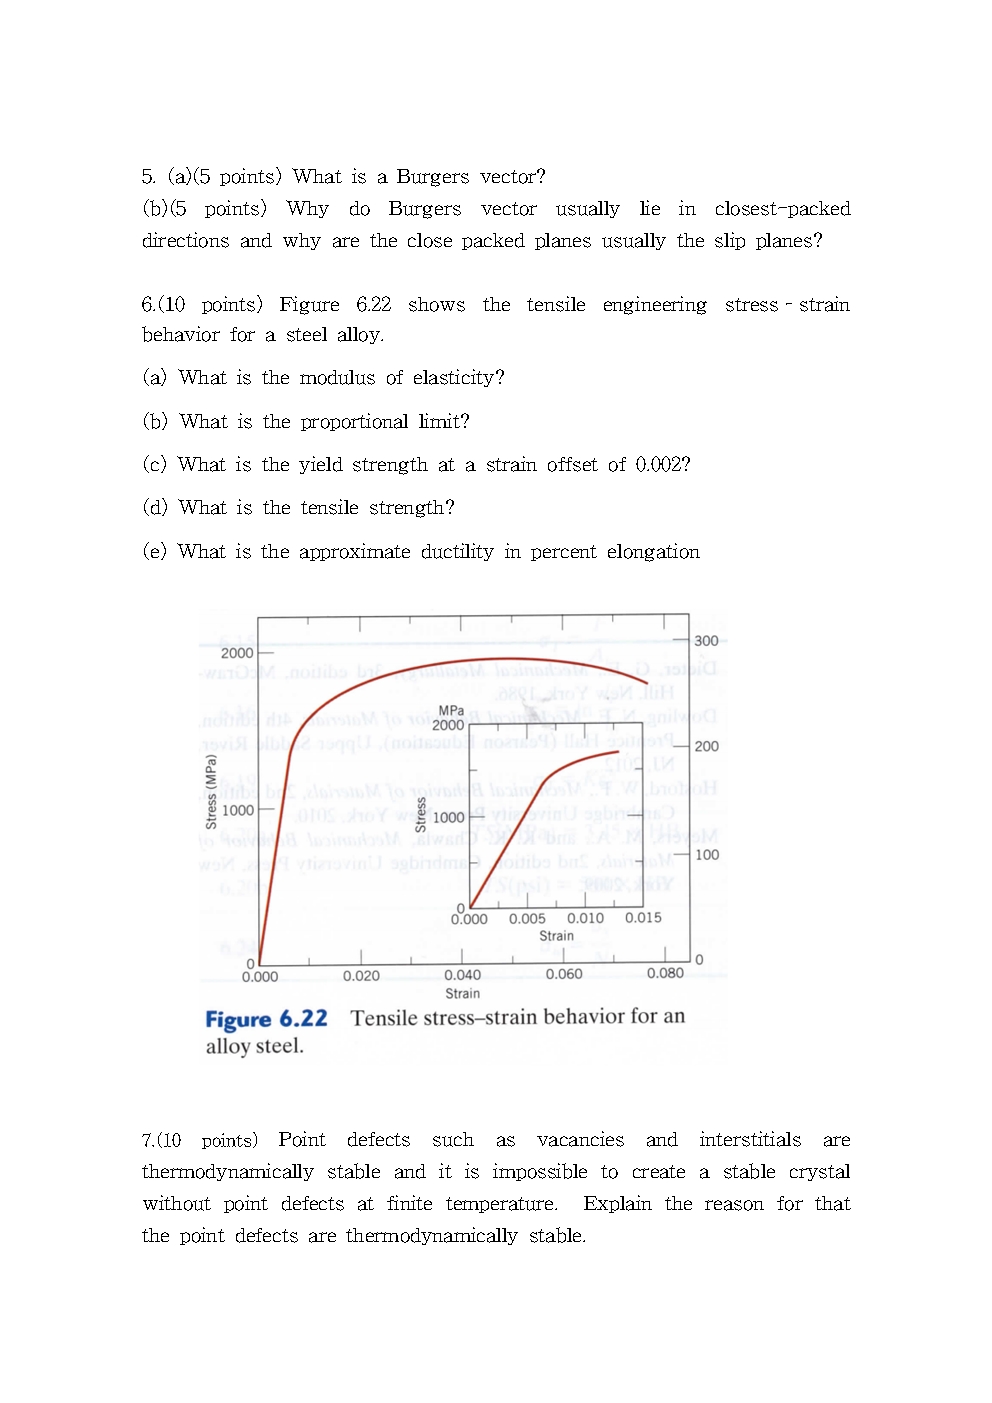 5. (a)(5 points) What is a Burgers vector?
(b)(5 points) Why do Burgers vector usually lie in closest-packed
directions and why are the close packed planes usually the slip planes?
6.(10 points) Figure 6.22 shows the tensile engineering stress‐strain
behavior for a steel alloy.
(a) What is the modulus of elasticity?
(b) What is the proportional limit?
(c) What is the yield strength at a strain offset of 0.002?
(d) What is the tensile strength?
(e) What is the approximate ductility in percent elongation
2000
1000
0
Stress (MPa)
300
200
100
0
MPa
2000
1000
0
Stress
0.000 0.005 0.010 0.015
Strain
0.000 0.020 0.040 0.060 0.080
Strain
Figure 6.22 Tensile stress–strain behavior for an
alloy steel.
7.(10 points) Point defects such as vacancies and interstitials are
thermodynamically stable and it is impossible to create a stable crystal
without point defects at finite temperature. Explain the reason for that
the point defects are thermodynamically stable.